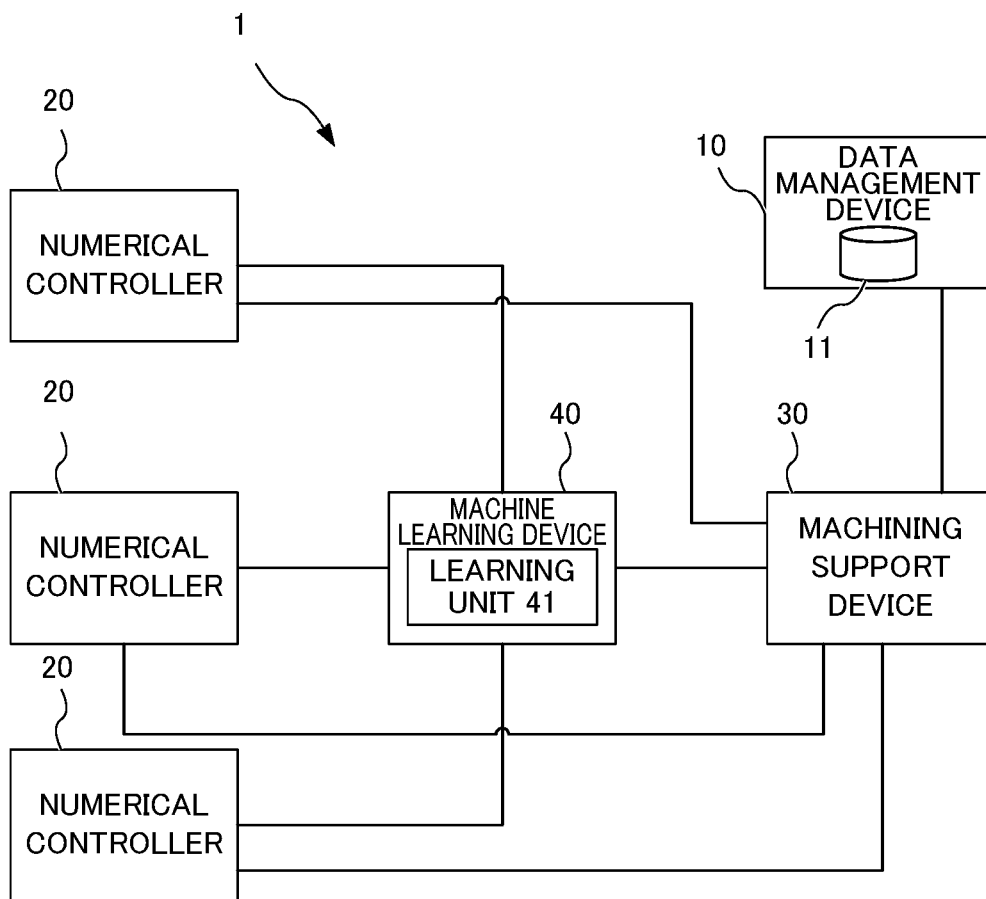 1
20
NUMERICAL
CONTROLLER
10
DATA
MANAGEMENT
DEVICE
11
20
NUMERICAL
CONTROLLER
40
MACHINE
LEARNING DEVICE
LEARNING
UNIT 41
30
MACHINING
SUPPORT
DEVICE
20
NUMERICAL
CONTROLLER